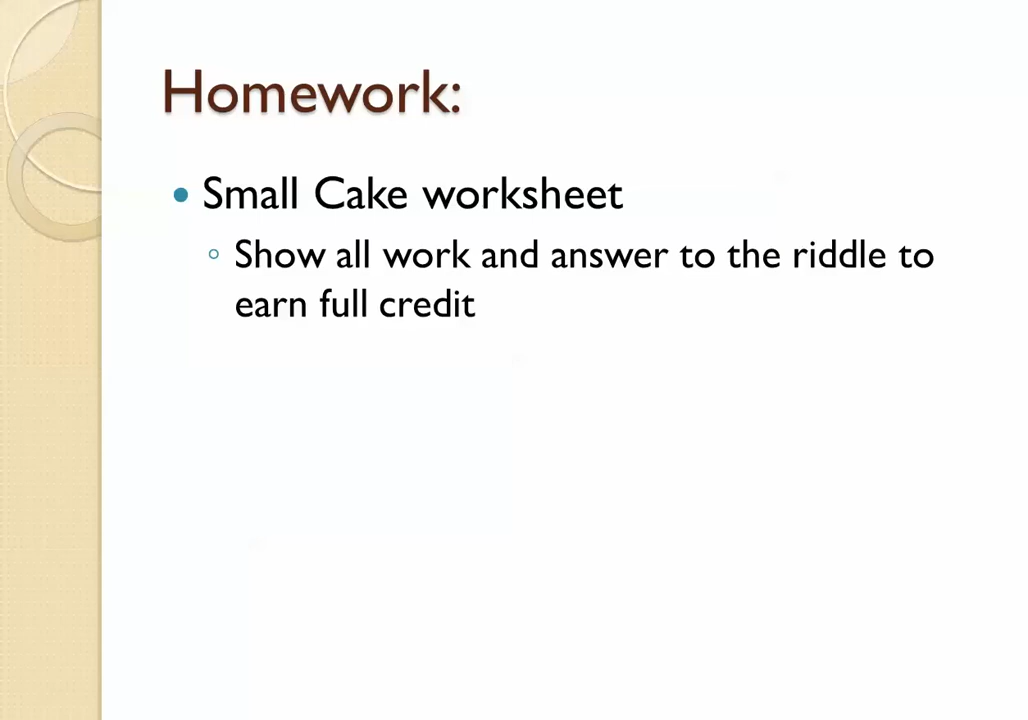 Homework:
• Small Cake worksheet
◦ Show all work and answer to the riddle to
earn full credit